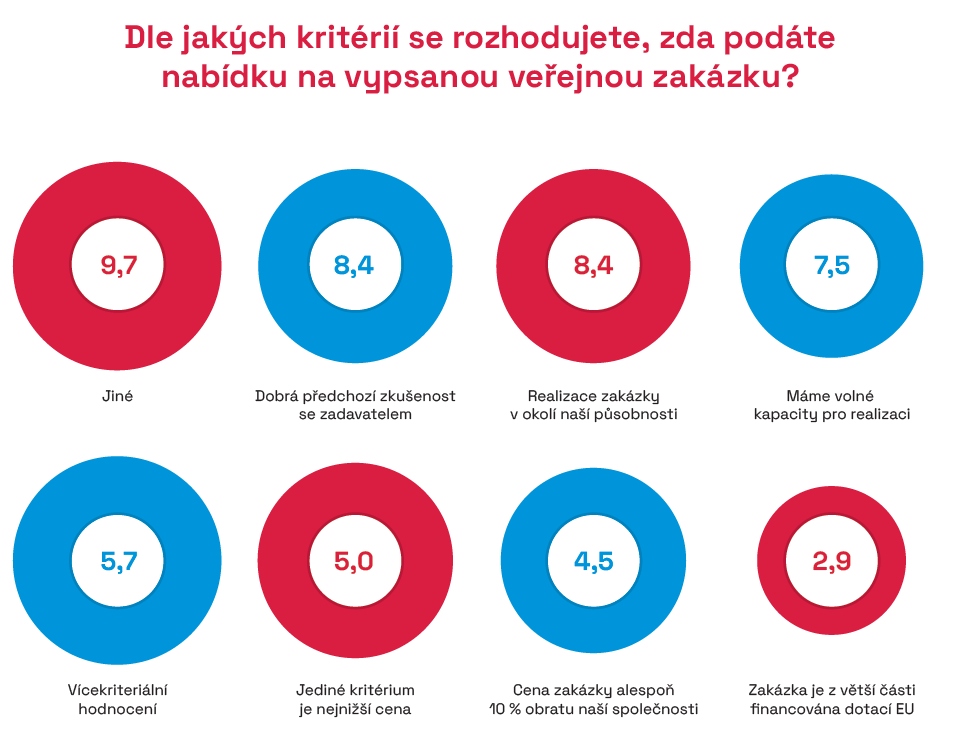 Dle jakých kritérií se rozhodujete, zda podáte
nabídku na vypsanou veřejnou zakázku?
9,7
8,4
8,4
7,5
Jiné
Dobrá předchozí zkušenost
se zadavatelem
Realizace zakázky
v okolí naší působnosti
Máme volné
kapacity pro realizaci
5,7
5,0
4,5
2,9
Vícekriteriální
hodnocení
Jediné kritérium
je nejnižší cena
Cena zakázky alespoň
10 % obratu naší společnosti
Zakázka je z větší části
financována dotací EU